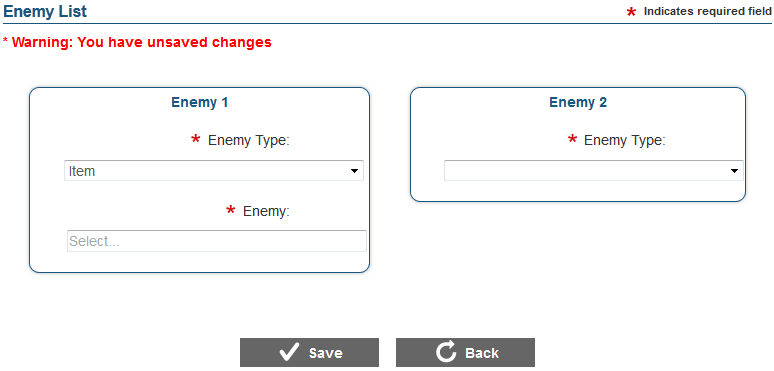 Enemy List
* Indicates required field
* Warning: You have unsaved changes
Enemy 1
* Enemy Type:
Item
* Enemy:
Select...
Enemy 2
* Enemy Type:
Save
Back